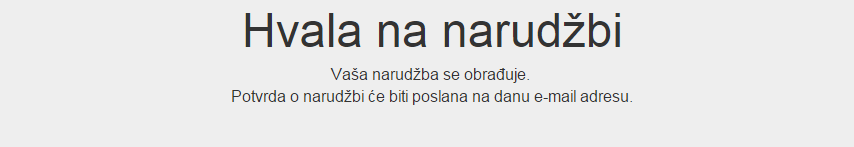 Hvala na narudžbi
Vaša narudžba se obrađuje.
Potvrda o narudžbi će biti poslana na danu e-mail adresu.